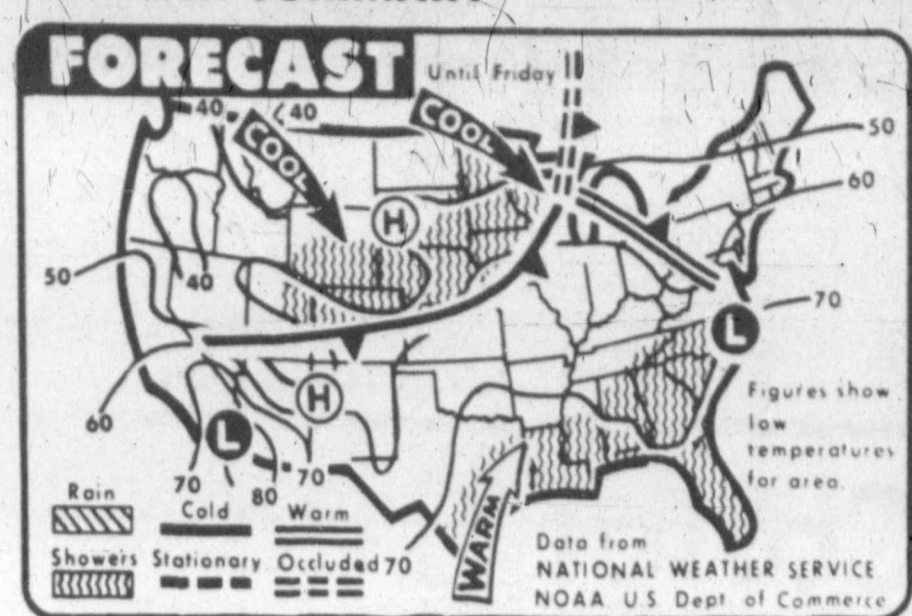 FORECAST
Until Friday
40
40
COOL
COOL
50
60
H
50
40
70
L
H
60
L
Figures show
low
temperatures
for area.
70
80
70
70
WARM
Rain
Cold
Warm
Showers
Stationary
Occluded
Data from
NATIONAL WEATHER SERVICE
NOAA U.S. Dept. of Commerce